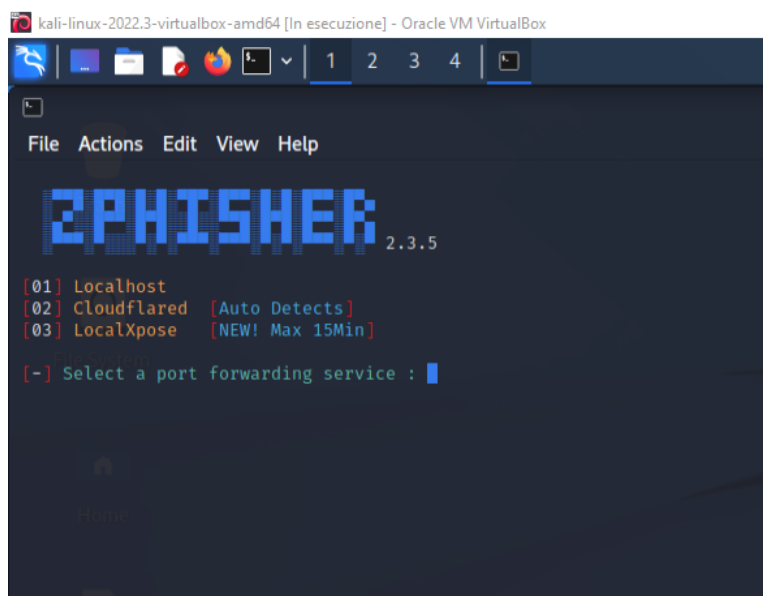 kali-linux-2022.3-virtualbox-amd64 [In esecuzione] - Oracle VM VirtualBox
1 2 3 4
File Actions Edit View Help
ZPHISHER 2.3.5
[01] Localhost
[02] Cloudflared [Auto Detects]
[03] LocalXpose [NEW! Max 15Min]
File System
[-] Select a port forwarding service :
Home